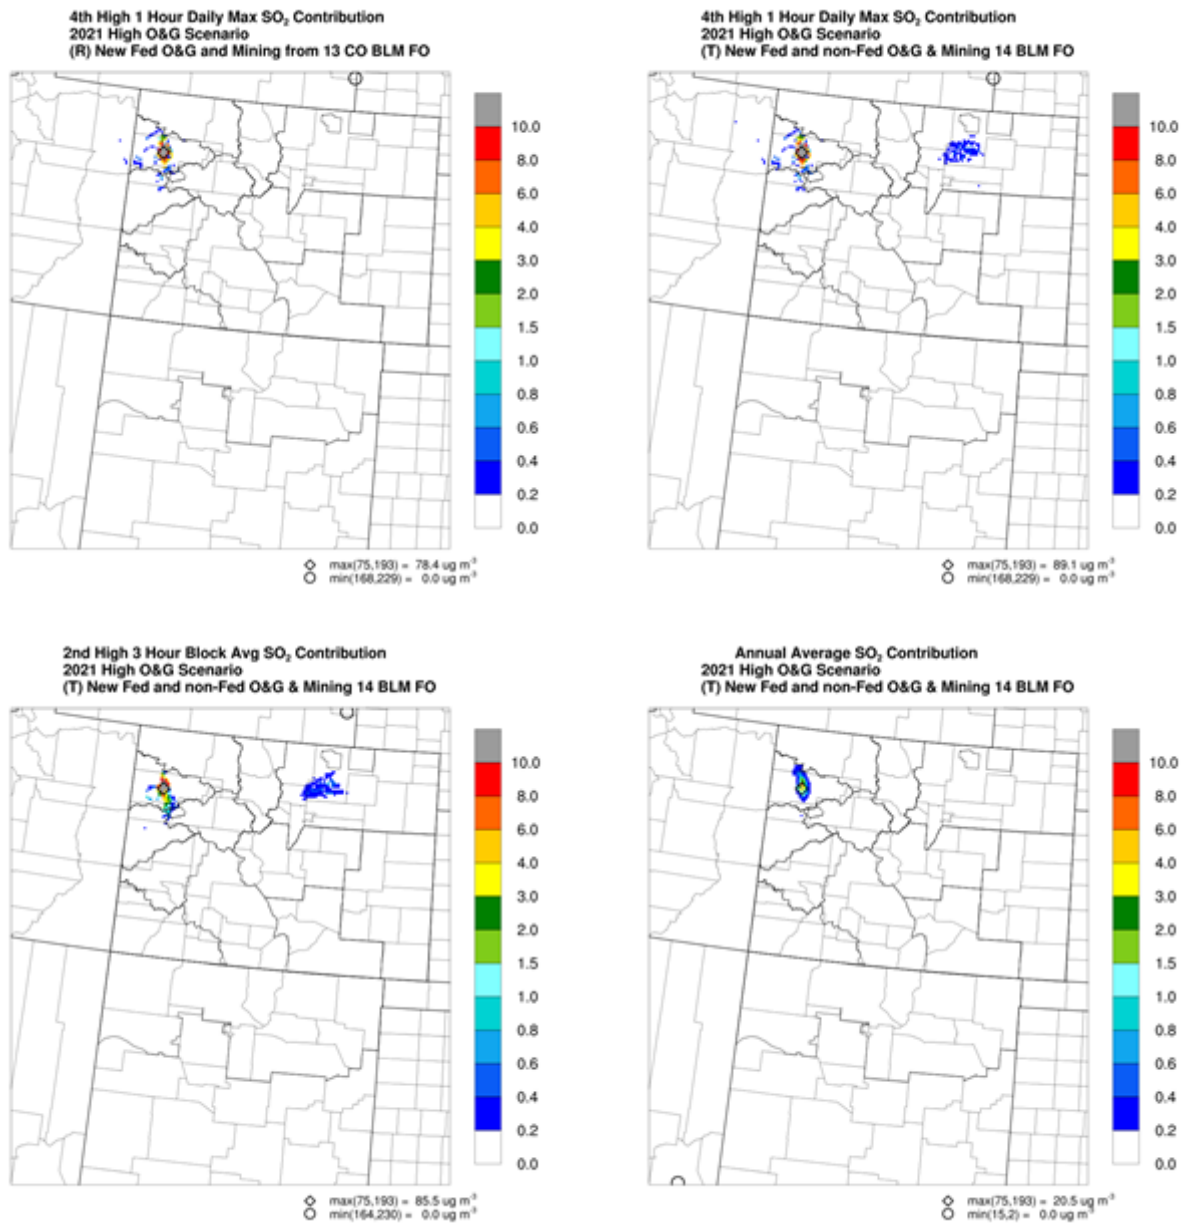 4th High 1 Hour Daily Max SO₂ Contribution
2021 High O&G Scenario
(R) New Fed O&G and Mining from 13 CO BLM FO
10.0
8.0
6.0
4.0
3.0
2.0
1.5
1.0
0.8
0.6
0.4
0.2
0.0
max(75,193) = 78.4 ug m⁻³
min(168,229) = 0.0 ug m⁻³
4th High 1 Hour Daily Max SO₂ Contribution
2021 High O&G Scenario
(T) New Fed and non-Fed O&G & Mining 14 BLM FO
10.0
8.0
6.0
4.0
3.0
2.0
1.5
1.0
0.8
0.6
0.4
0.2
0.0
max(75,193) = 89.1 ug m⁻³
min(168,229) = 0.0 ug m⁻³
2nd High 3 Hour Block Avg SO₂ Contribution
2021 High O&G Scenario
(T) New Fed and non-Fed O&G & Mining 14 BLM FO
10.0
8.0
6.0
4.0
3.0
2.0
1.5
1.0
0.8
0.6
0.4
0.2
0.0
max(75,193) = 85.5 ug m⁻³
min(164,230) = 0.0 ug m⁻³
Annual Average SO₂ Contribution
2021 High O&G Scenario
(T) New Fed and non-Fed O&G & Mining 14 BLM FO
10.0
8.0
6.0
4.0
3.0
2.0
1.5
1.0
0.8
0.6
0.4
0.2
0.0
max(75,193) = 20.5 ug m⁻³
min(15,2) = 0.0 ug m⁻³